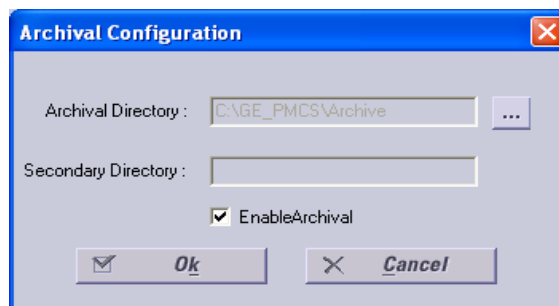 Archival Configuration
Archival Directory : C:\GE_PMCS\Archive ...
Secondary Directory :
EnableArchival
Ok Cancel